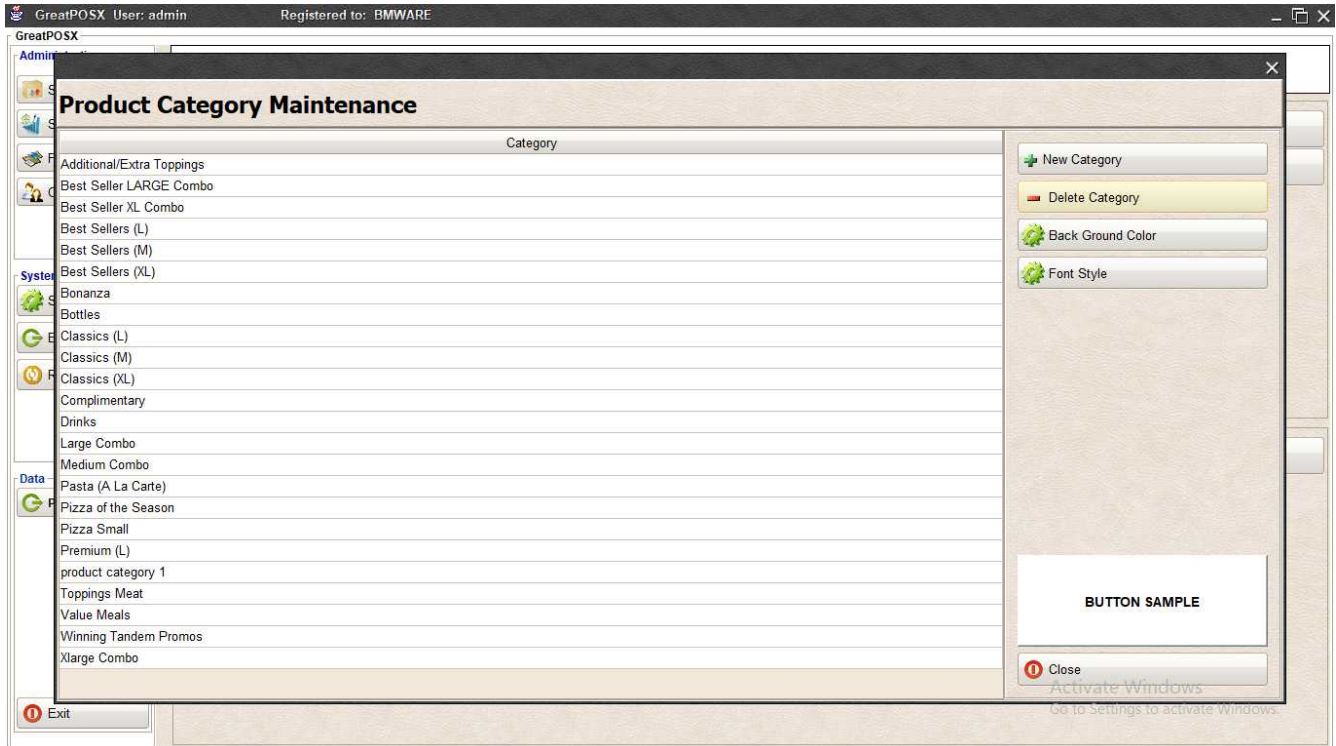 GreatPOSX User: admin Registered to: BMWARE
GreatPOSX
Product Category Maintenance
Category
Additional/Extra Toppings
Best Seller LARGE Combo
Best Seller XL Combo
Best Sellers (L)
Best Sellers (M)
Best Sellers (XL)
Bonanza
Bottles
Classics (L)
Classics (M)
Classics (XL)
Complimentary
Drinks
Large Combo
Medium Combo
Pasta (A La Carte)
Pizza of the Season
Pizza Small
Premium (L)
product category 1
Toppings Meat
Value Meals
Winning Tandem Promos
Xlarge Combo
New Category
Delete Category
Back Ground Color
Font Style
BUTTON SAMPLE
Close
Activate Windows
Go to Settings to activate Windows.
Data
Exit